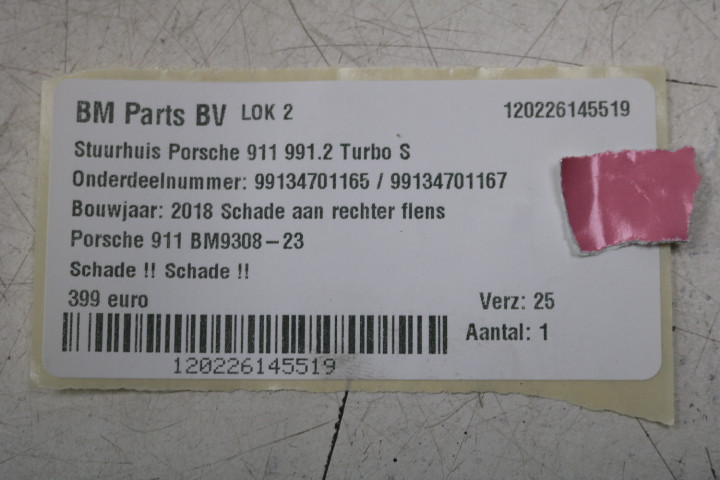 BM Parts BV LOK 2 120226145519
Stuurhuis Porsche 911 991.2 Turbo S
Onderdeelnummer: 99134701165 / 99134701167
Bouwjaar: 2018 Schade aan rechter flens
Porsche 911 BM9308-23
Schade !! Schade !!
399 euro Verz: 25
Aantal: 1
120226145519